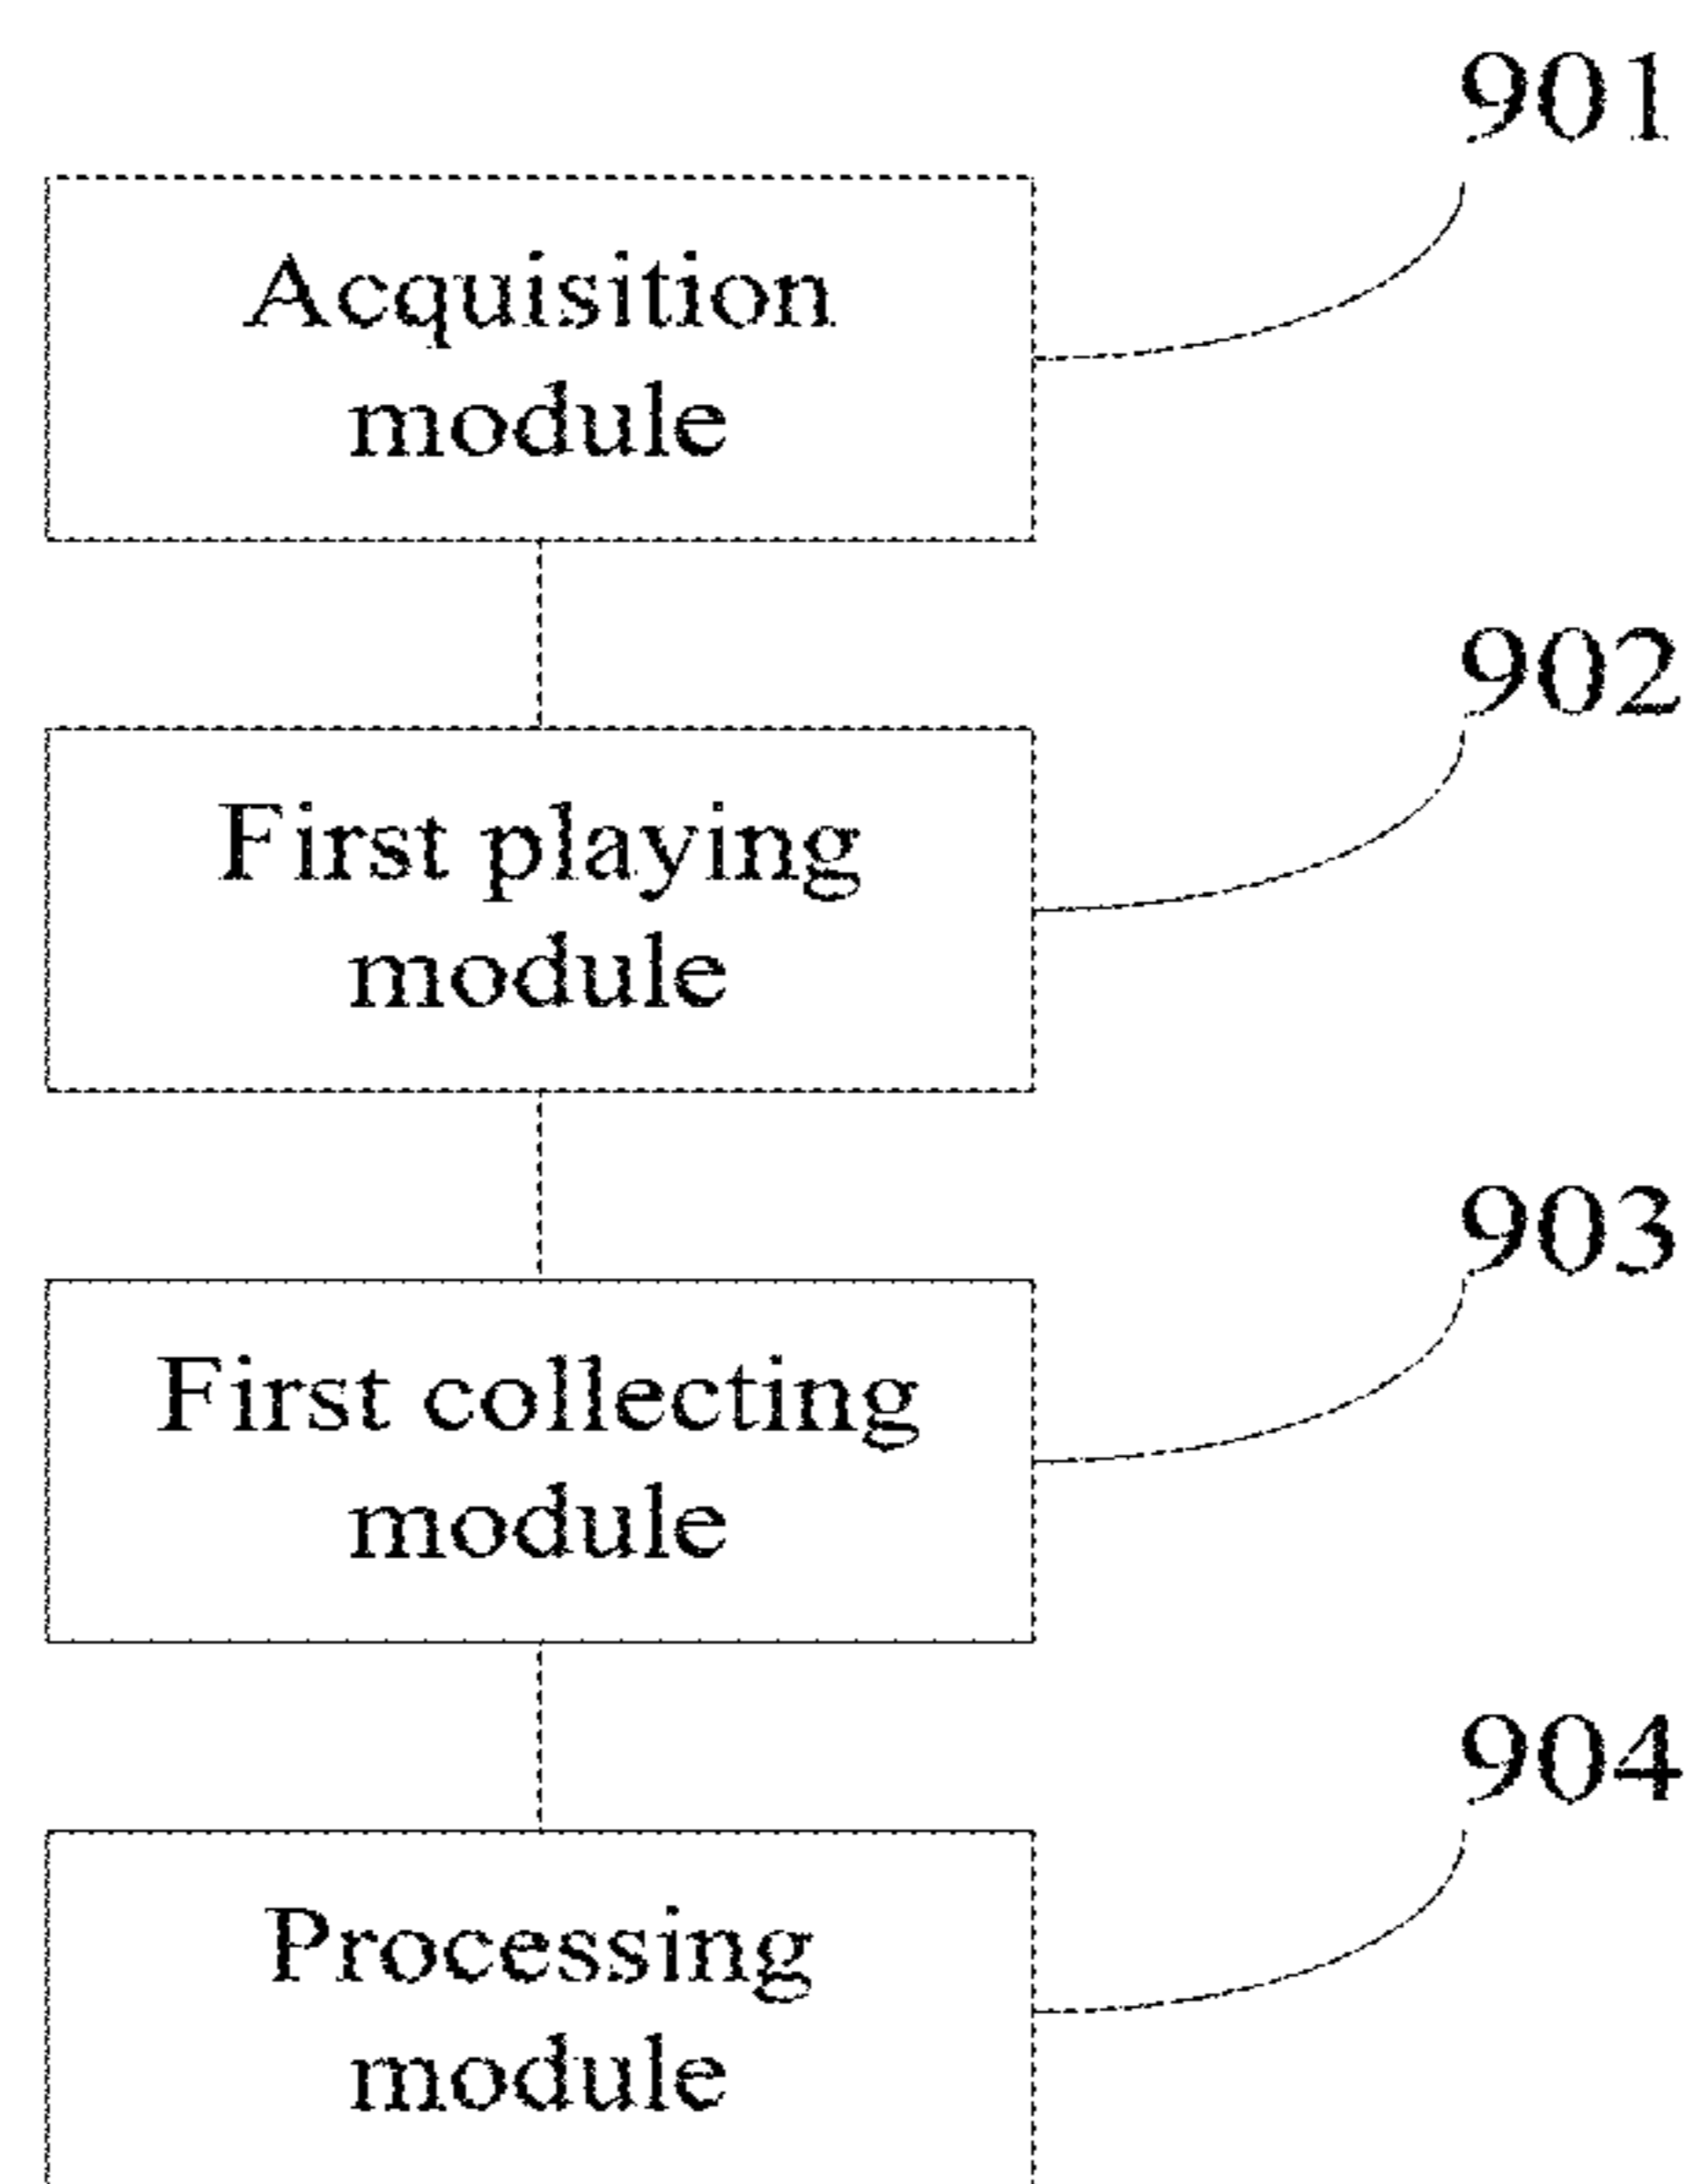 901
Acquisition
module
902
First playing
module
903
First collecting
module
904
Processing
module